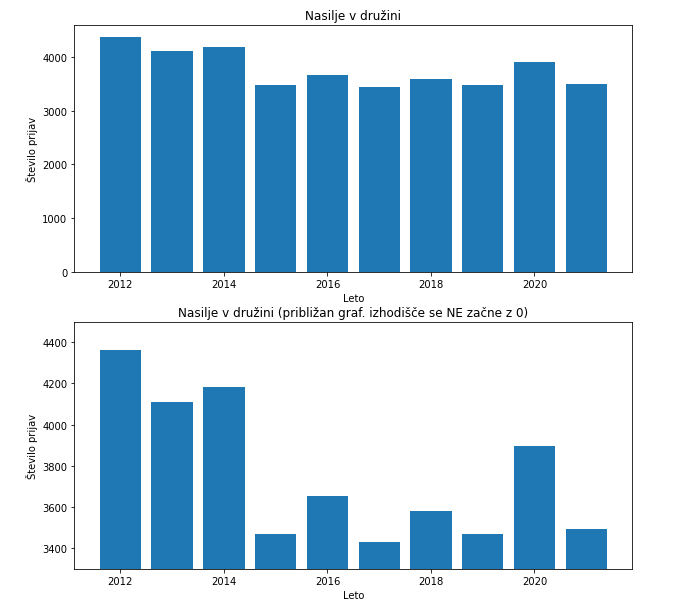 Nasilje v družini
4000
3000
2000
1000
0
Število prijav
2012 2014 2016 2018 2020
Leto
Nasilje v družini (približan graf. izhodišče se NE začne z 0)
4400
4200
4000
3800
3600
3400
Število prijav
2012 2014 2016 2018 2020
Leto